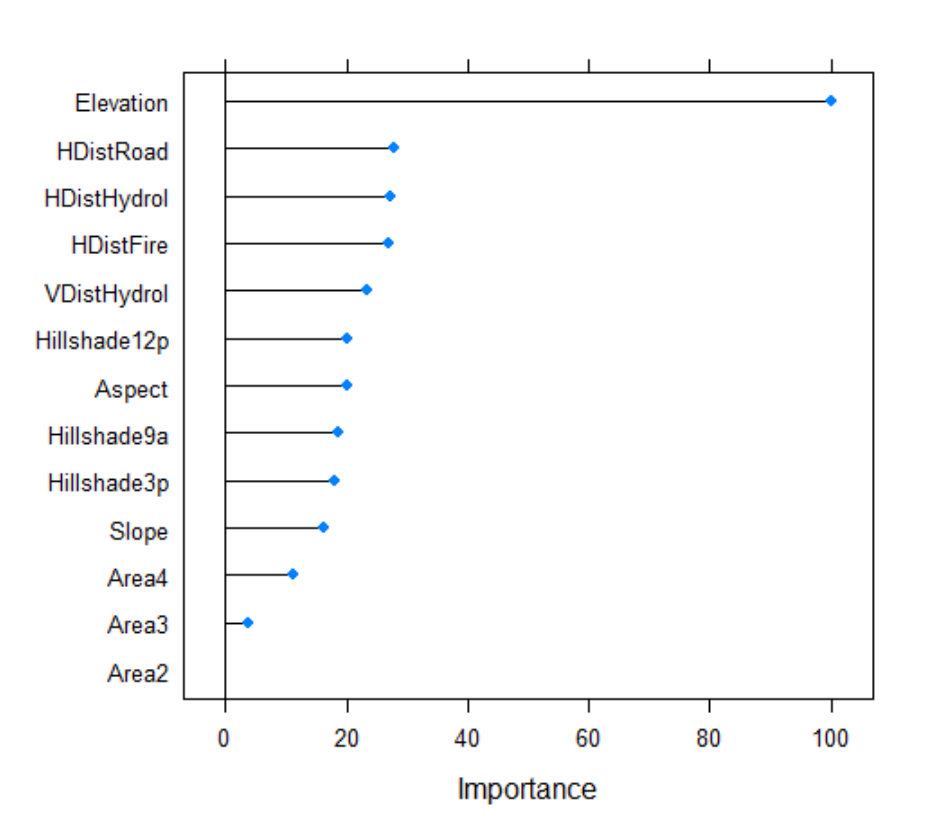 Elevation
HDistRoad
HDistHydrol
HDistFire
VDistHydrol
Hillshade12p
Aspect
Hillshade9a
Hillshade3p
Slope
Area4
Area3
Area2
0 20 40 60 80 100
Importance